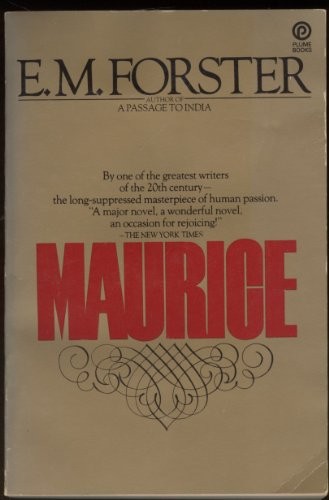 PLUME
BOOKS
E.M.FORSTER
AUTHOR OF
A PASSAGE TO INDIA
By one of the greatest writers
of the 20th century—
the long-suppressed masterpiece of human passion.
"A major novel, a wonderful novel,
an occasion for rejoicing!"
—THE NEW YORK TIMES
MAURICE